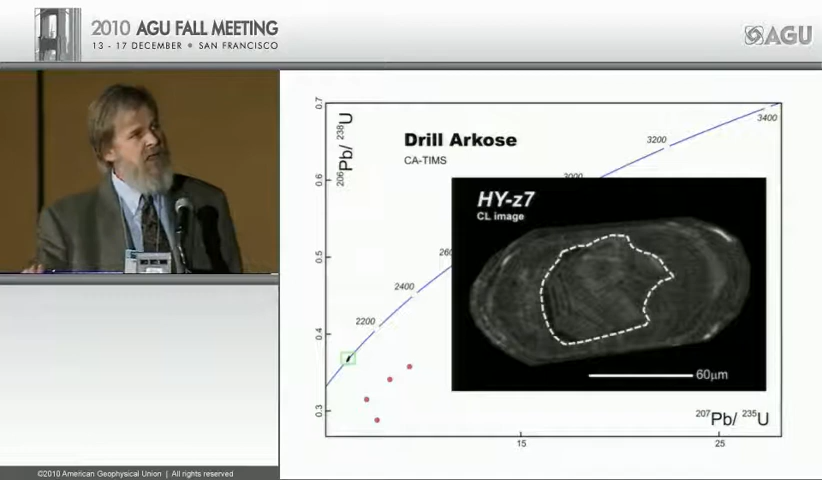 2010 AGU FALL MEETING
13 - 17 DECEMBER • SAN FRANCISCO
AGU
0.7
0.6
0.5
0.4
0.3
206Pb/ 238U
Drill Arkose
CA-TIMS
3400
3200
3000
2600
2400
2200
HY-z7
CL image
60μm
207Pb/ 235U
15
25
©2010 American Geophysical Union | All rights reserved